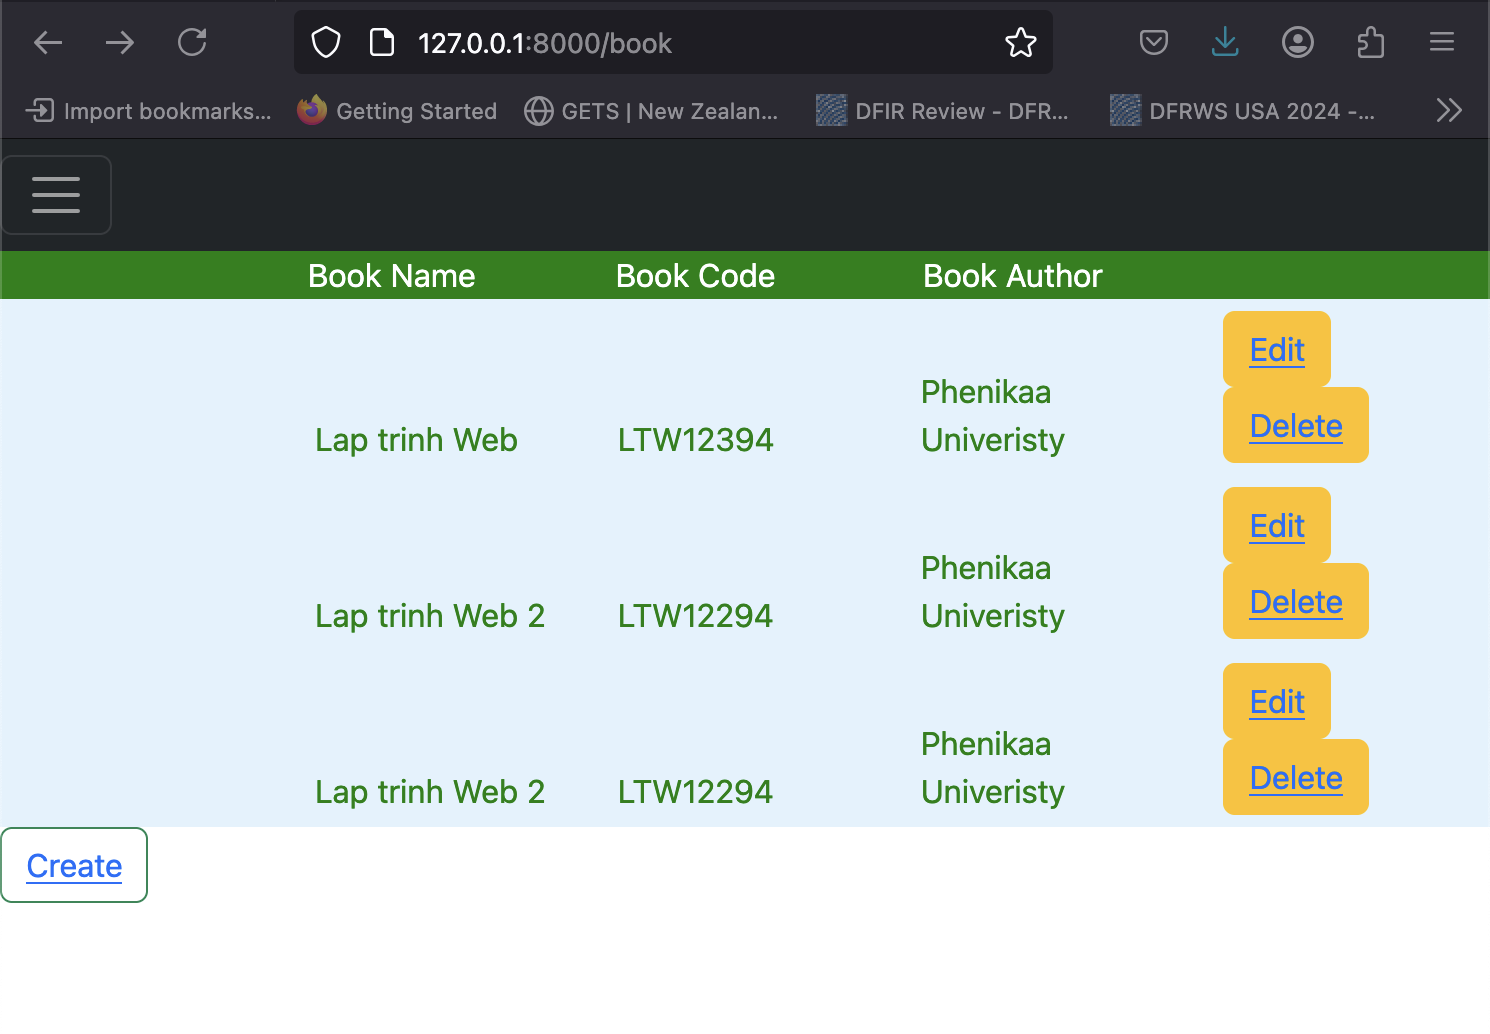 127.0.0.1:8000/book
Import bookmarks... Getting Started GETS | New Zealan... DFIR Review - DFR... DFRWS USA 2024 -...
Book Name Book Code Book Author
Edit
Phenikaa
Delete
Lap trinh Web LTW12394 Univeristy
Edit
Phenikaa
Delete
Lap trinh Web 2 LTW12294 Univeristy
Edit
Phenikaa
Delete
Lap trinh Web 2 LTW12294 Univeristy
Create